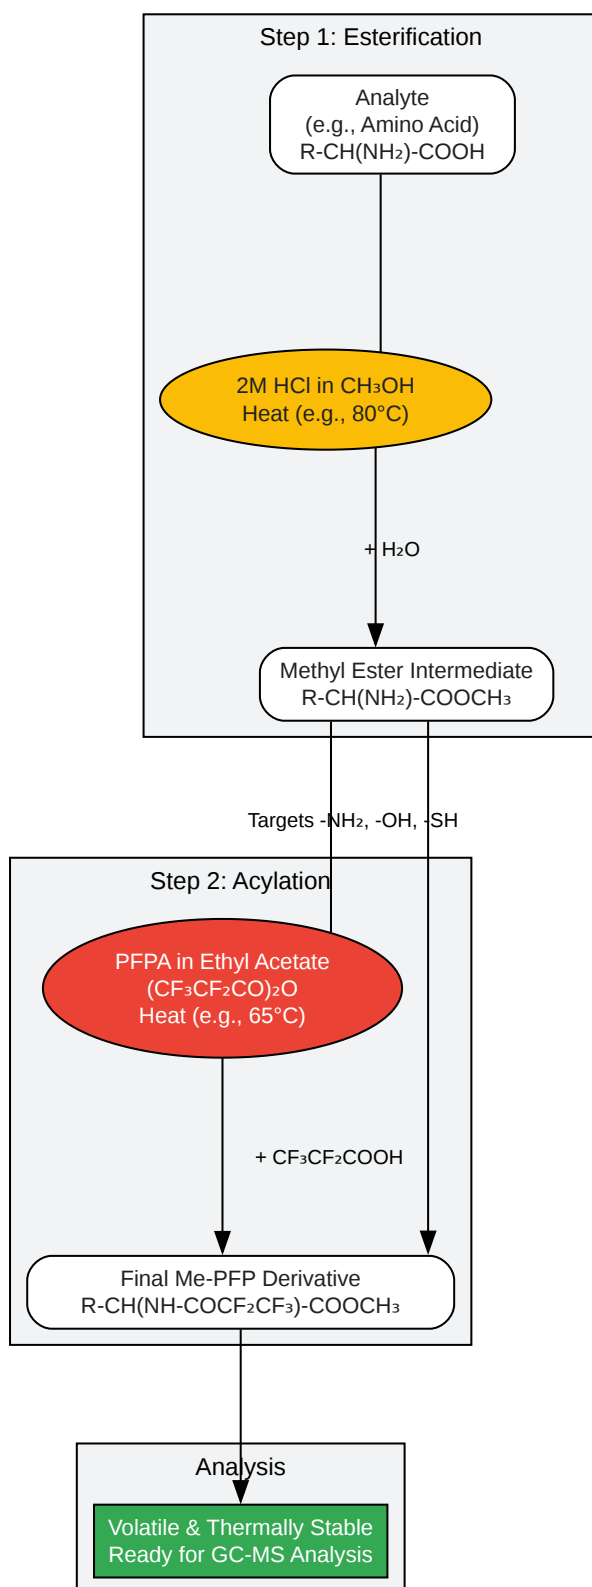 Step 1: Esterification
Analyte
(e.g., Amino Acid)
R-CH(NH₂)-COOH
2M HCl in CH₃OH
Heat (e.g., 80°C)
+ H₂O
Methyl Ester Intermediate
R-CH(NH₂)-COOCH₃
Targets -NH₂, -OH, -SH
Step 2: Acylation
PFPA in Ethyl Acetate
(CF₃CF₂CO)₂O
Heat (e.g., 65°C)
+ CF₃CF₂COOH
Final Me-PFP Derivative
R-CH(NH-COCF₂CF₃)-COOCH₃
Analysis
Volatile & Thermally Stable
Ready for GC-MS Analysis